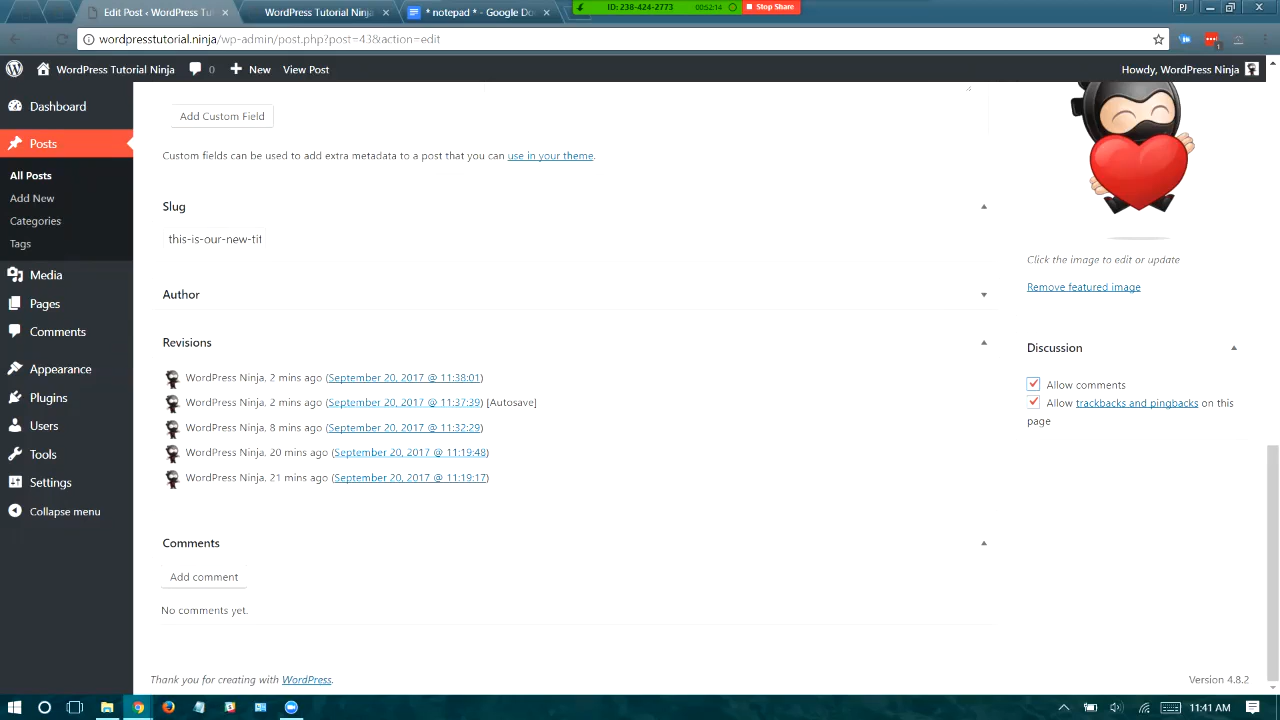 Edit Post ‹ WordPress Tutorial ×
WordPress Tutorial Ninja ×
* notepad * - Google Do ×
ID: 238-424-2773
00:52:14
Stop Share
PJ
wordpresstutorial.ninja/wp-admin/post.php?post=43&action=edit
1
WordPress Tutorial Ninja
0
New
View Post
Howdy, WordPress Ninja
Dashboard
Posts
All Posts
Add New
Categories
Tags
Media
Pages
Comments
Appearance
Plugins
Users
Tools
Settings
Collapse menu
Add Custom Field
Custom fields can be used to add extra metadata to a post that you can use in your theme.
Slug
this-is-our-new-tit
Author
Revisions
WordPress Ninja, 2 mins ago (September 20, 2017 @ 11:38:01)
WordPress Ninja, 2 mins ago (September 20, 2017 @ 11:37:39) [Autosave]
WordPress Ninja, 8 mins ago (September 20, 2017 @ 11:32:29)
WordPress Ninja, 20 mins ago (September 20, 2017 @ 11:19:48)
WordPress Ninja, 21 mins ago (September 20, 2017 @ 11:19:17)
Comments
Add comment
No comments yet.
Click the image to edit or update
Remove featured image
Discussion
Allow comments
Allow trackbacks and pingbacks on this
page
Thank you for creating with WordPress.
Version 4.8.2
11:41 AM